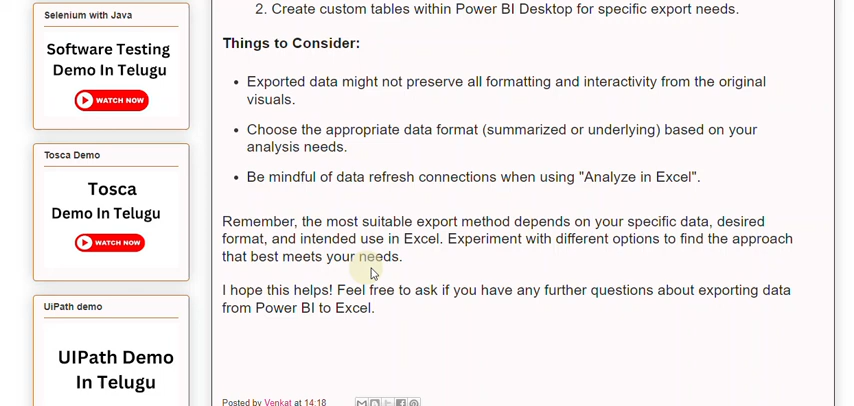 Selenium with Java
Software Testing
Demo In Telugu
WATCH NOW
Tosca Demo
Tosca
Demo In Telugu
WATCH NOW
UiPath demo
UIPath Demo
In Telugu
2. Create custom tables within Power BI Desktop for specific export needs.
Things to Consider:
• Exported data might not preserve all formatting and interactivity from the original
visuals.
• Choose the appropriate data format (summarized or underlying) based on your
analysis needs.
• Be mindful of data refresh connections when using "Analyze in Excel".
Remember, the most suitable export method depends on your specific data, desired
format, and intended use in Excel. Experiment with different options to find the approach
that best meets your needs.
I hope this helps! Feel free to ask if you have any further questions about exporting data
from Power BI to Excel.
Posted by Venkat at 14:18